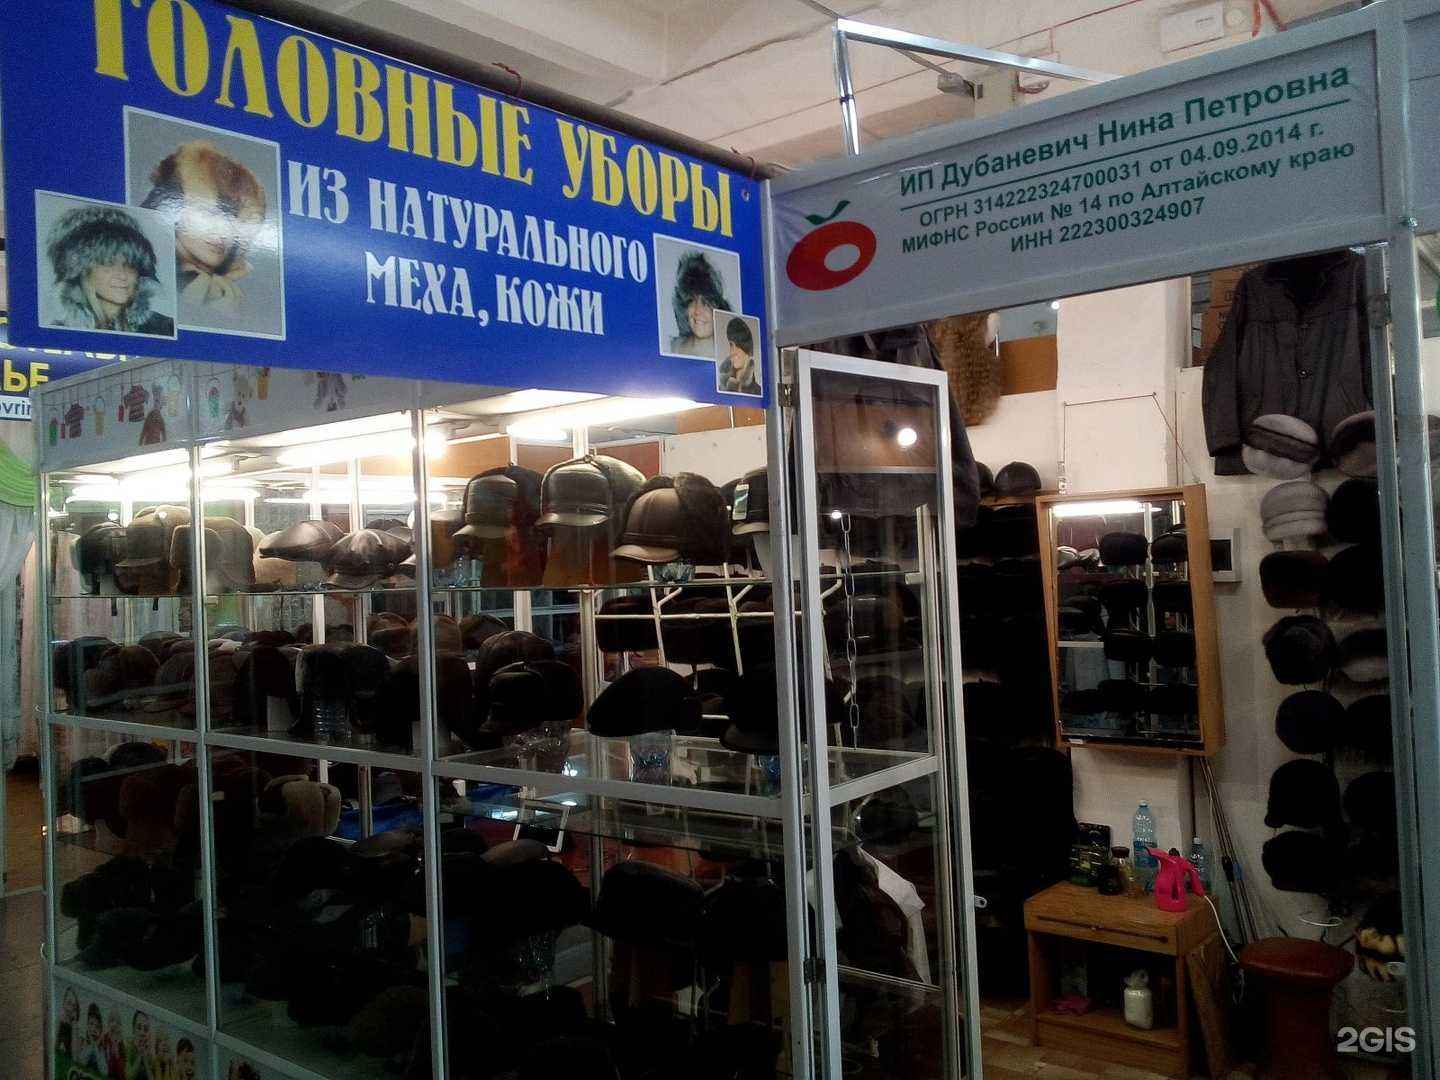 ГОЛОВНЫЕ УБОРЫ
ИЗ НАТУРАЛЬНОГО
МЕХА, КОЖИ
ИП Дубаневич Нина Петровна
ОГРН 314222324700031 от 04.09.2014 г.
МИФНС России № 14 по Алтайскому краю
ИНН 222300324907
ЬЕ
2GIS